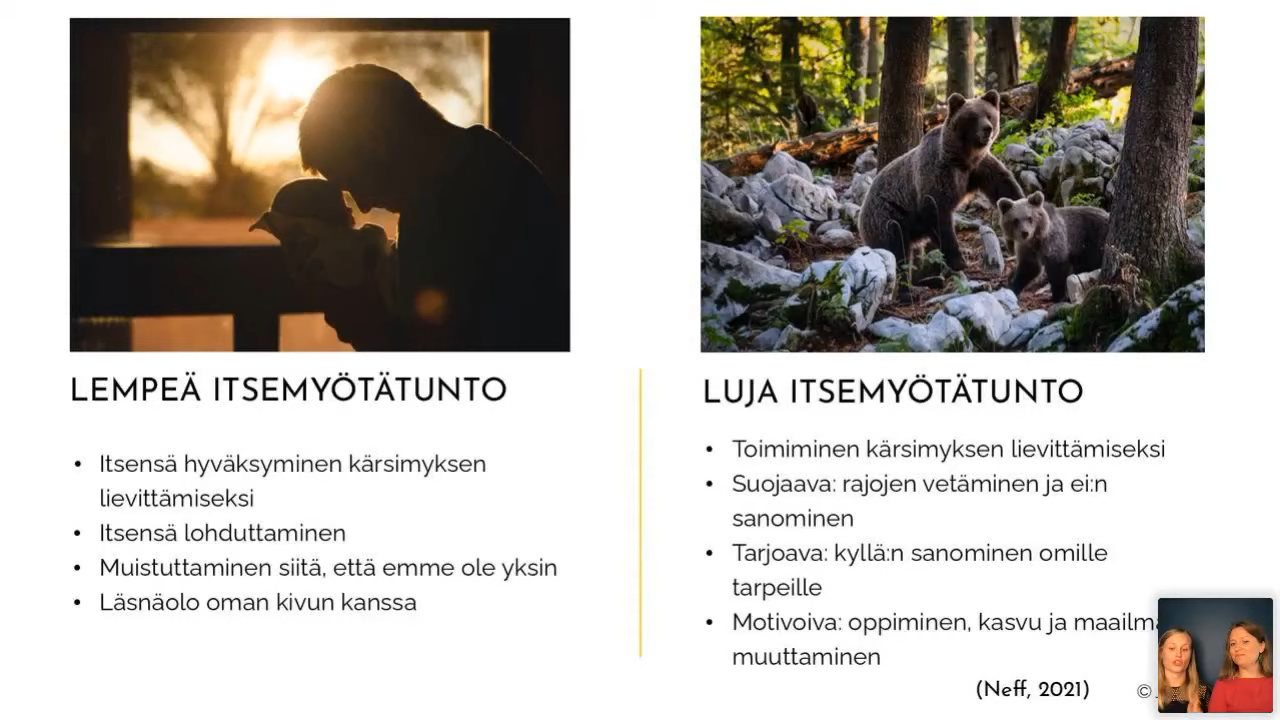 LEMPEÄ ITSEMYÖTÄTUNTO
• Itsensä hyväksyminen kärsimyksen
lievittämiseksi
• Itsensä lohduttaminen
• Muistuttaminen siitä, että emme ole yksin
• Läsnäolo oman kivun kanssa
LUJA ITSEMYÖTÄTUNTO
• Toimiminen kärsimyksen lievittämiseksi
• Suojaava: rajojen vetäminen ja ei:n
sanominen
• Tarjoava: kyllä:n sanominen omille
tarpeille
• Motivoiva: oppiminen, kasvu ja
muuttaminen
(Neff, 2021)
©